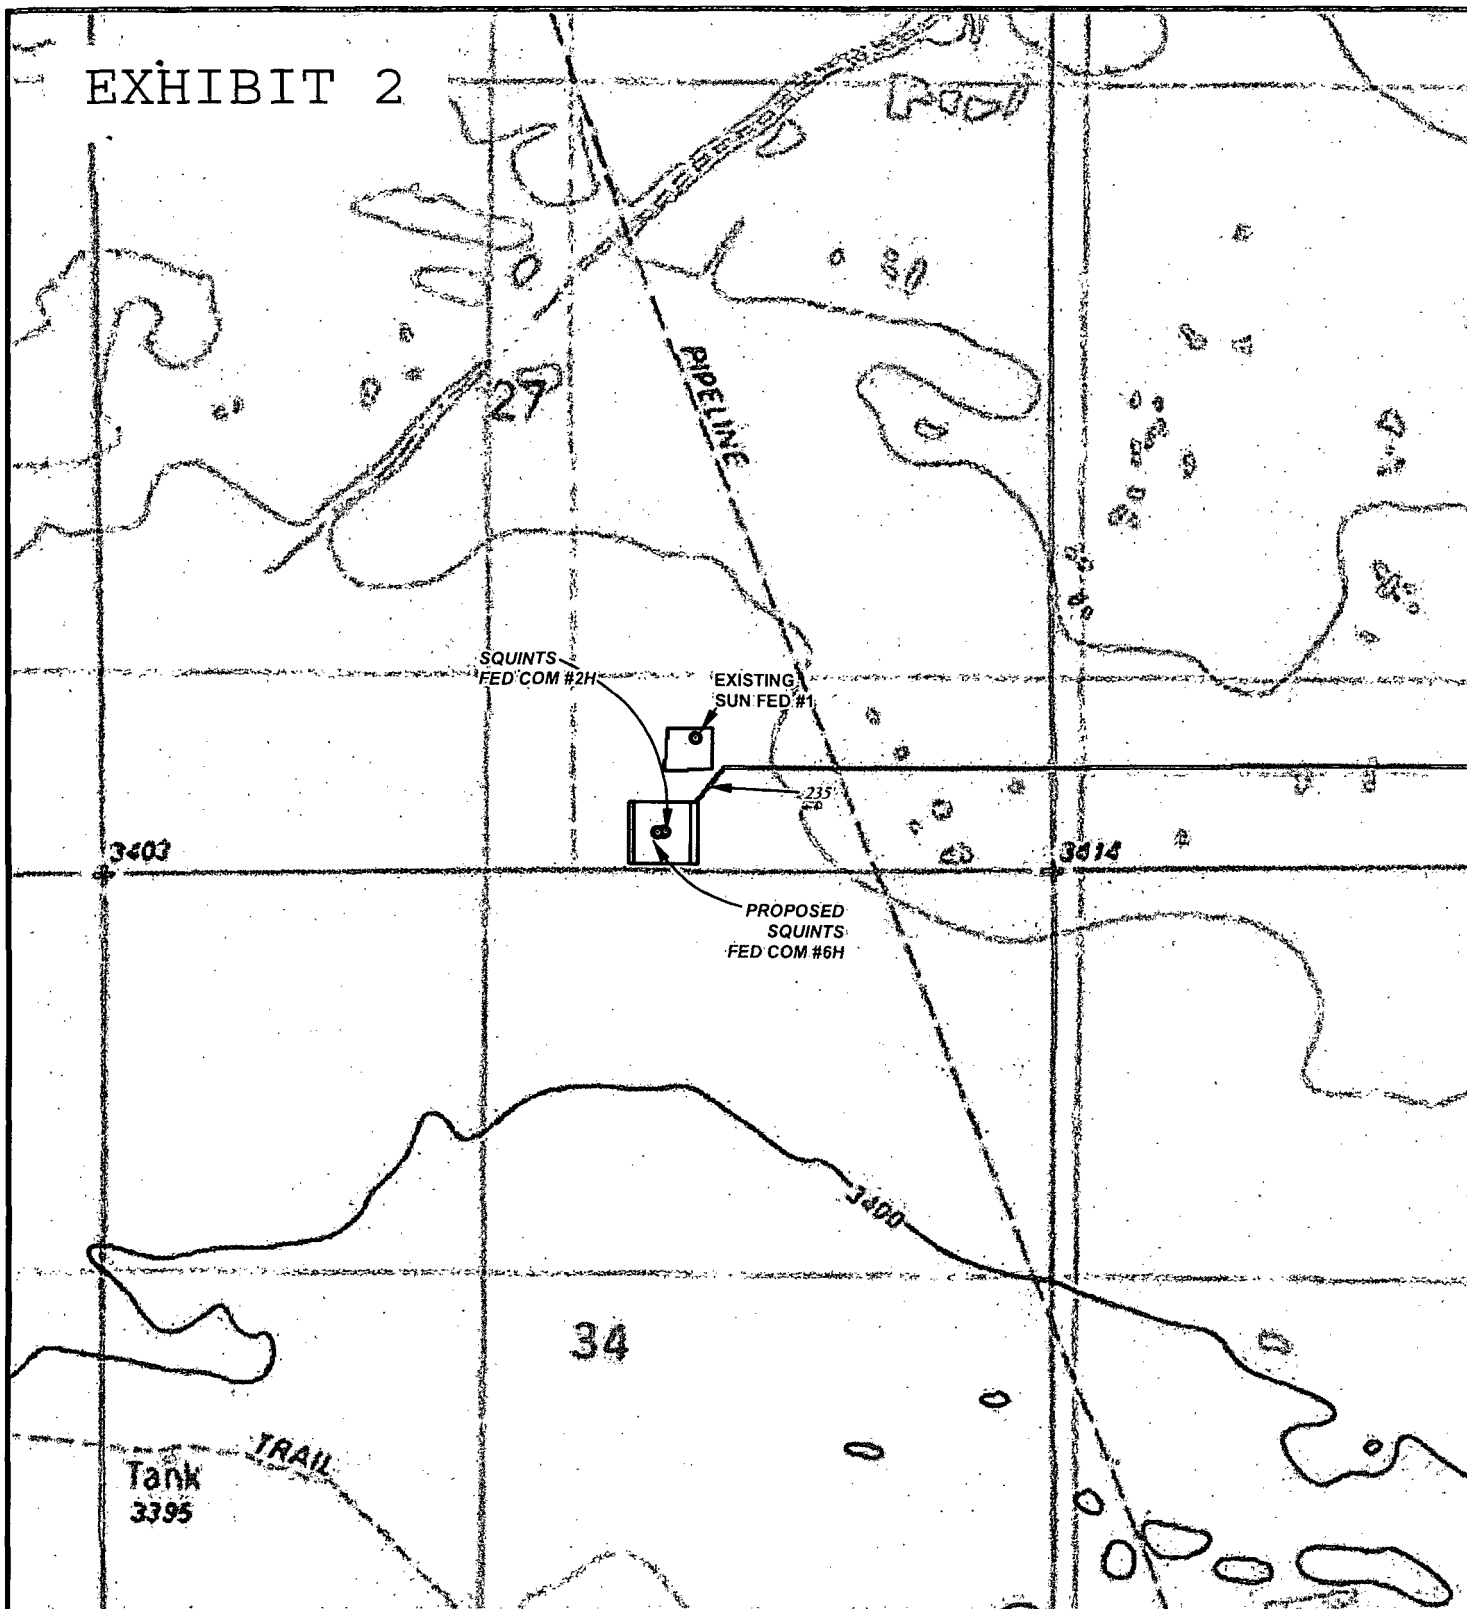 EXHIBIT 2
27
PIPELINE
SQUINTS
FED COM #2H
EXISTING
SUN FED #1
235'
3403
3414
PROPOSED
SQUINTS
FED COM #6H
3400
34
TRAIL
Tank
3395